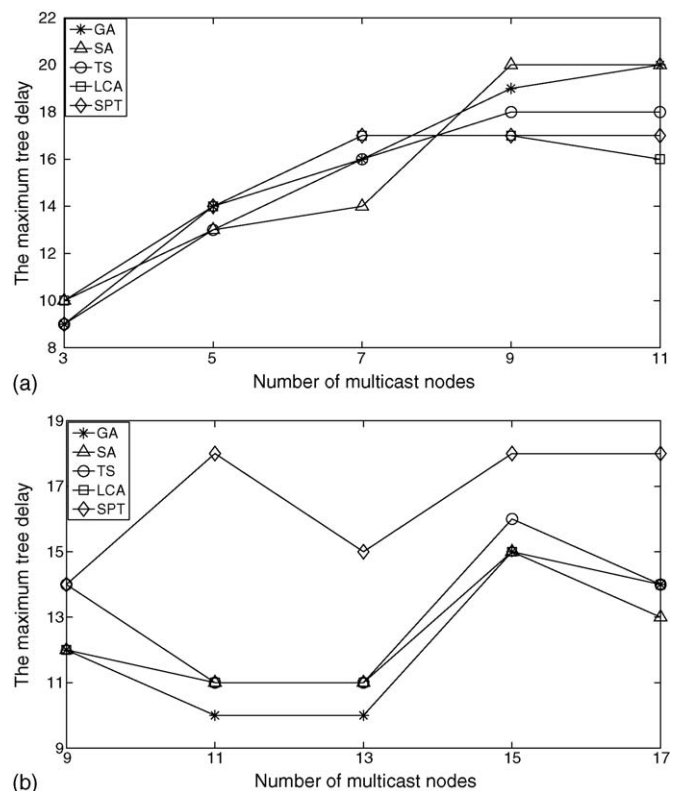 GA
SA
TS
LCA
SPT
20
18
16
14
12
10
8
The maximum tree delay
3 5 7 9 11
Number of multicast nodes
(a)
GA
SA
TS
LCA
SPT
19
17
15
13
11
9
The maximum tree delay
9 11 13 15 17
Number of multicast nodes
(b)